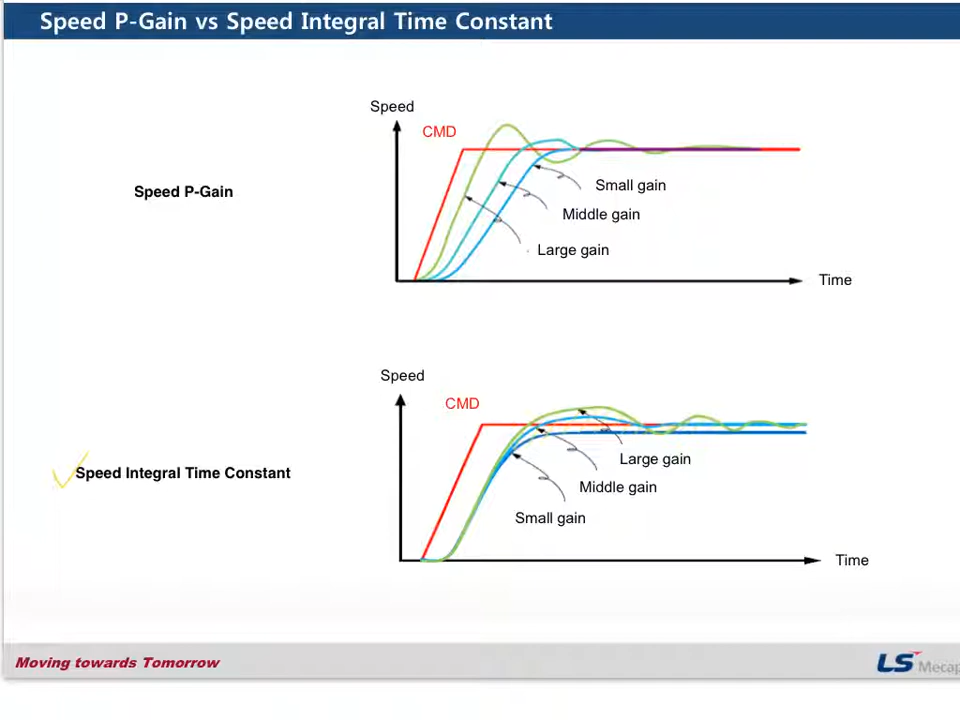 Speed P-Gain vs Speed Integral Time Constant
Speed
CMD
Speed P-Gain
Small gain
Middle gain
Large gain
Time
Speed
CMD
Large gain
Speed Integral Time Constant
Middle gain
Small gain
Time
Moving towards Tomorrow
LS Mecap